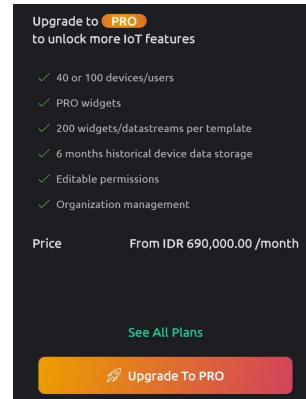 Upgrade to PRO
to unlock more IoT features
40 or 100 devices/users
PRO widgets
200 widgets/datastreams per template
6 months historical device data storage
Editable permissions
Organization management
Price From IDR 690,000.00 /month
See All Plans
Upgrade To PRO